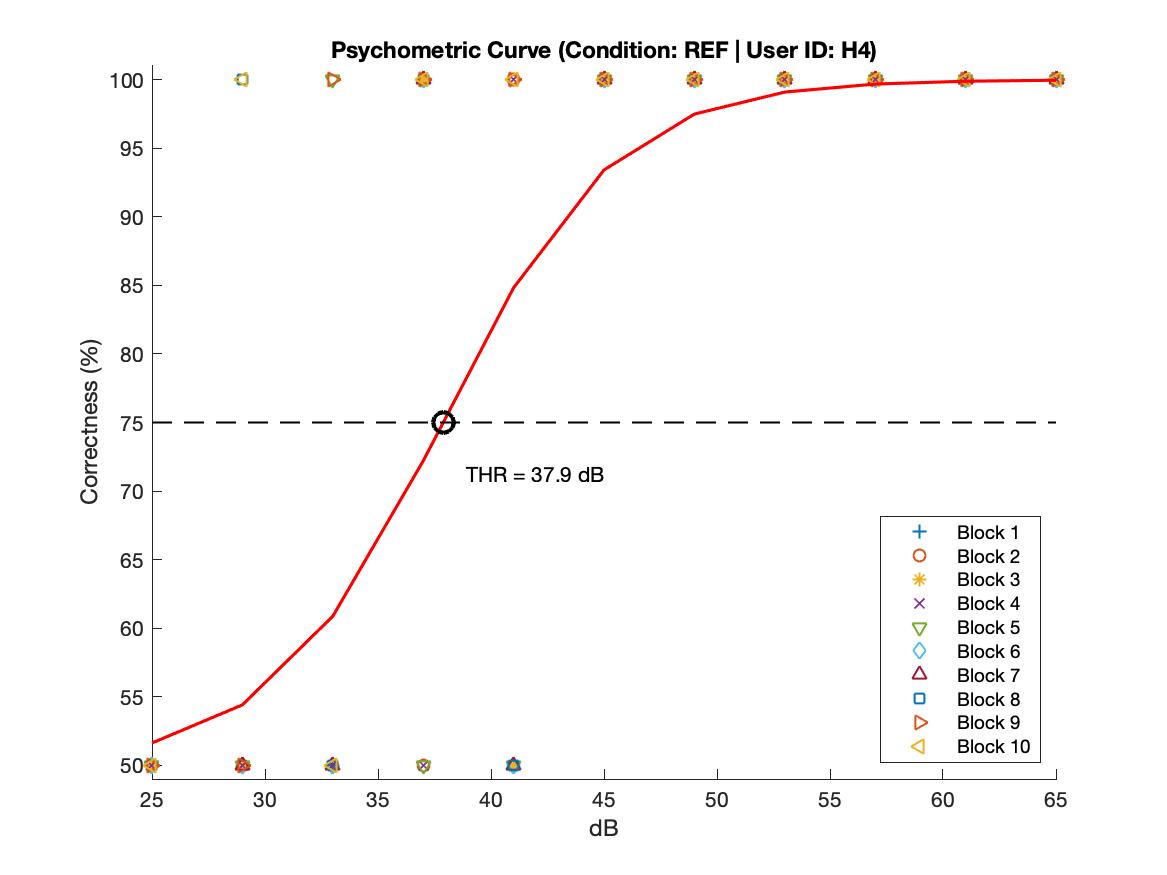 Psychometric Curve (Condition: REF | User ID: H4)
100
95
90
85
80
75
70
65
60
55
50
Correctness (%)
THR = 37.9 dB
Block 1
Block 2
Block 3
Block 4
Block 5
Block 6
Block 7
Block 8
Block 9
Block 10
25 30 35 40 45 50 55 60 65
dB